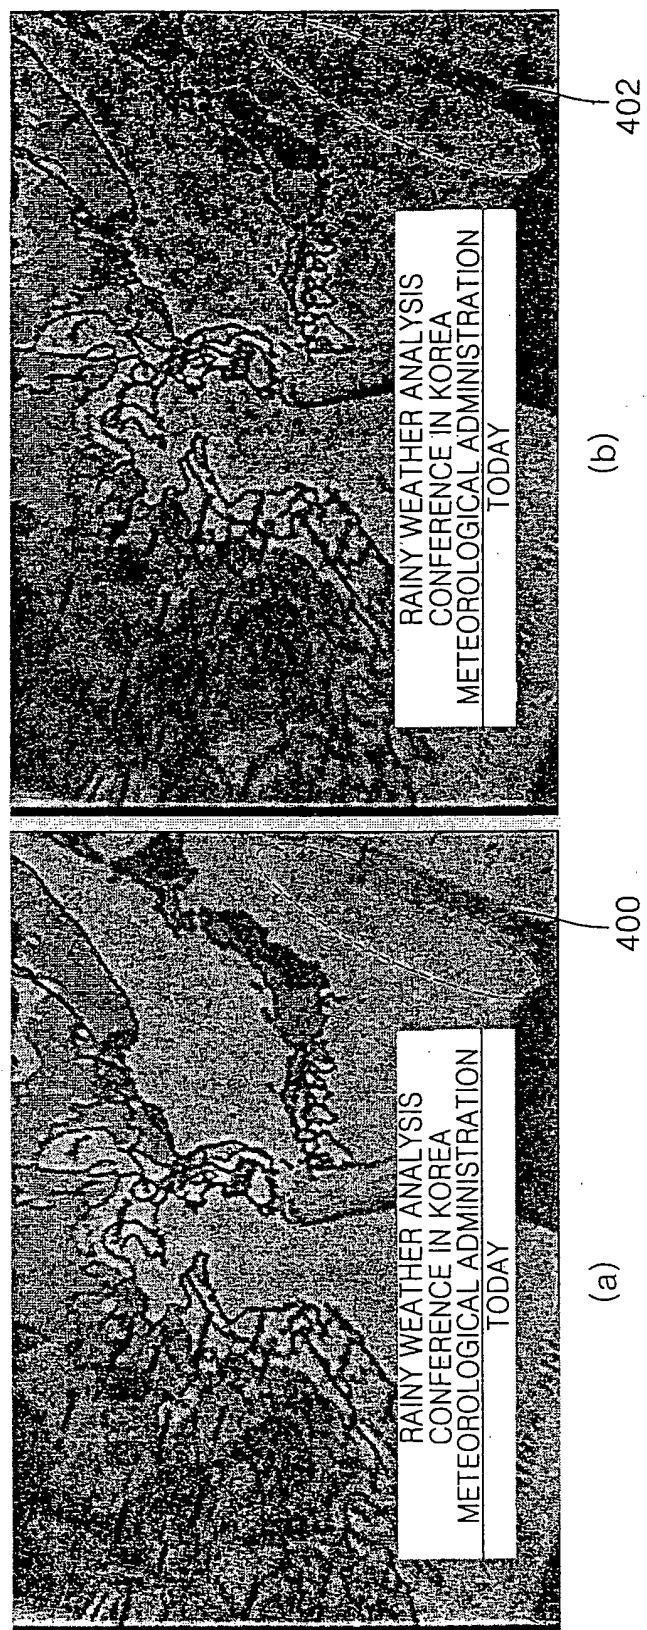 RAINY WEATHER ANALYSIS
CONFERENCE IN KOREA
METEOROLOGICAL ADMINISTRATION
TODAY
400
(a)
RAINY WEATHER ANALYSIS
CONFERENCE IN KOREA
METEOROLOGICAL ADMINISTRATION
TODAY
402
(b)